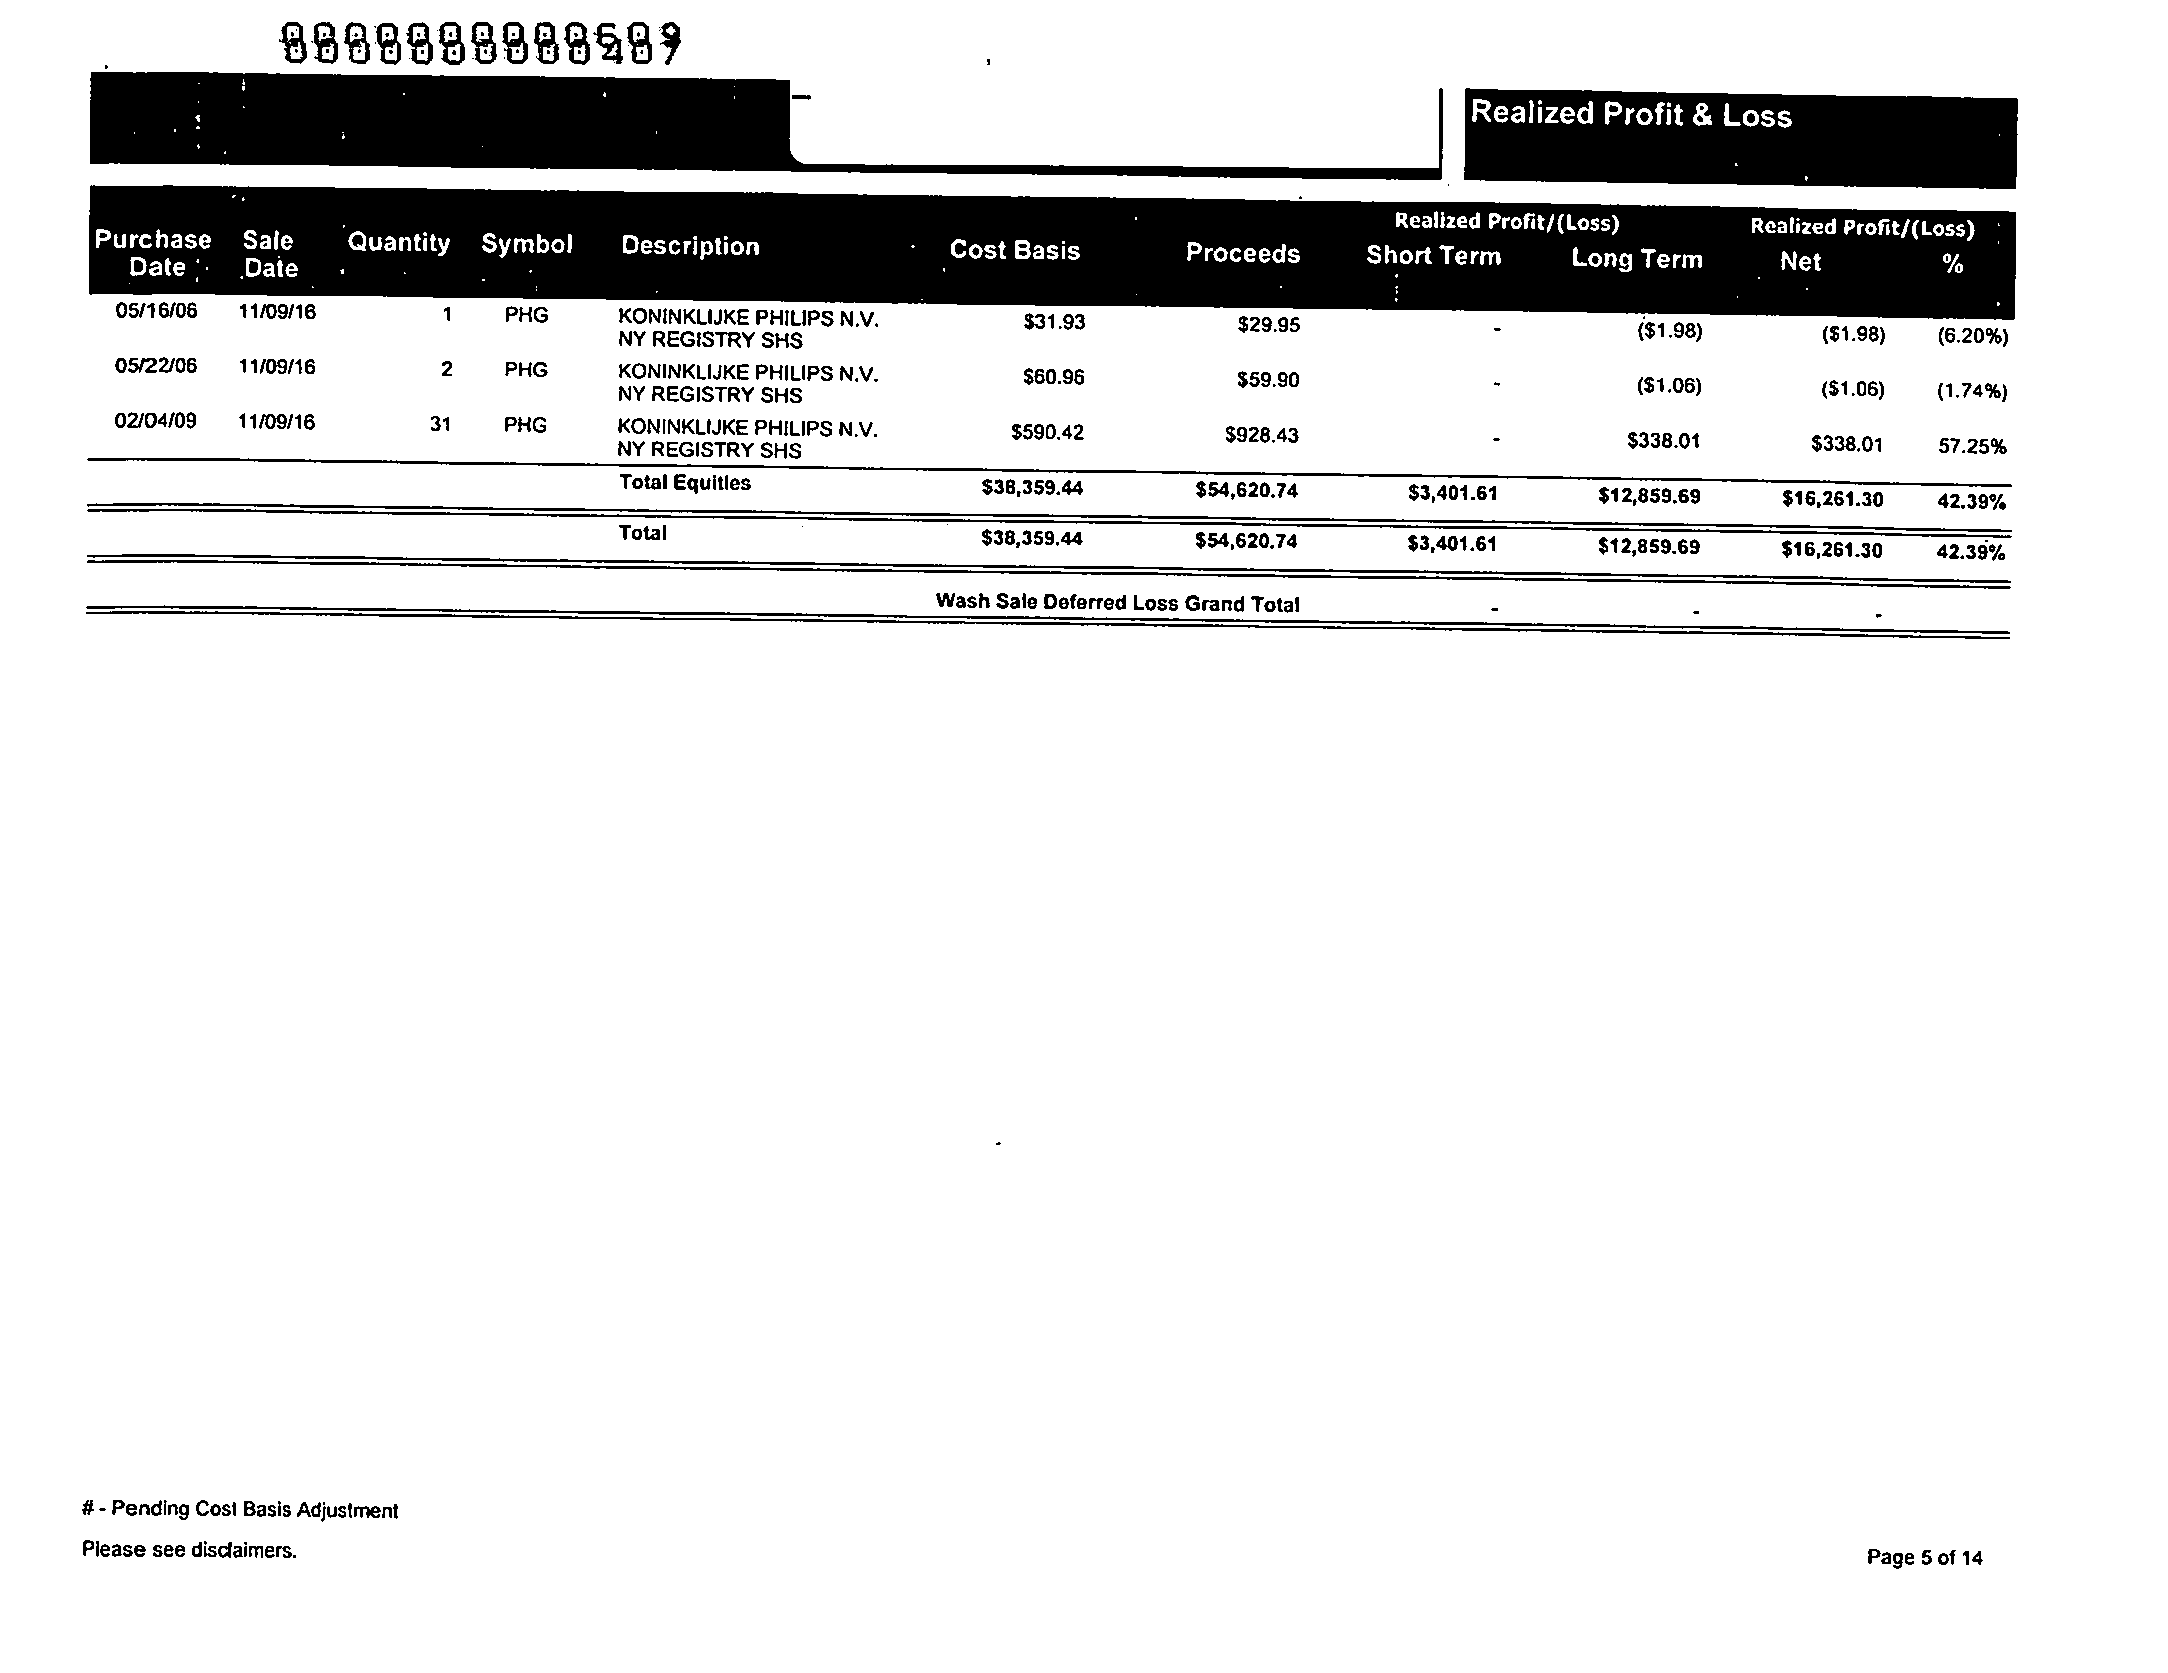 Realized Profit & Loss
Realized Profit/(Loss) Realized Profit/(Loss)
Purchase Date Sale Date Quantity Symbol Description Cost Basis Proceeds Short Term Long Term Net %
05/16/06 11/09/16 1 PHG KONINKLIJKE PHILIPS N.V. $31.93 $29.95 - ($1.98) ($1.98) (6.20%)
NY REGISTRY SHS
05/22/06 11/09/16 2 PHG KONINKLIJKE PHILIPS N.V. $60.96 $59.90 - ($1.06) ($1.06) (1.74%)
NY REGISTRY SHS
02/04/09 11/09/16 31 PHG KONINKLIJKE PHILIPS N.V. $590.42 $928.43 - $338.01 $338.01 57.25%
NY REGISTRY SHS
Total Equities $38,359.44 $54,620.74 $3,401.61 $12,859.69 $16,261.30 42.39%
Total $38,359.44 $54,620.74 $3,401.61 $12,859.69 $16,261.30 42.39%
Wash Sale Deferred Loss Grand Total - - -
# - Pending Cost Basis Adjustment
Please see disclaimers.
Page 5 of 14